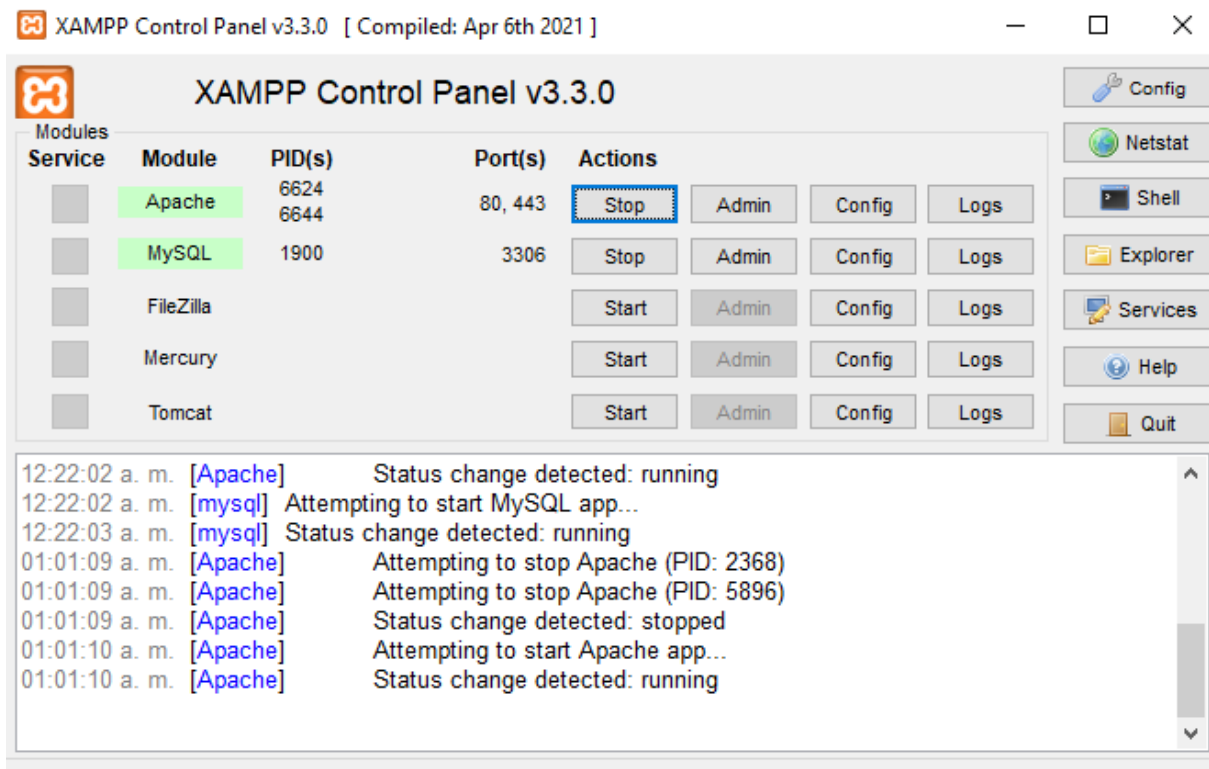 XAMPP Control Panel v3.3.0 [ Compiled: Apr 6th 2021 ]
XAMPP Control Panel v3.3.0
Config
Modules
Service Module PID(s) Port(s) Actions
Netstat
Apache 6624 6644 80, 443 Stop Admin Config Logs
Shell
MySQL 1900 3306 Stop Admin Config Logs
Explorer
FileZilla Start Admin Config Logs
Services
Mercury Start Admin Config Logs
Help
Tomcat Start Admin Config Logs
Quit
12:22:02 a. m. [Apache] Status change detected: running
12:22:02 a. m. [mysql] Attempting to start MySQL app...
12:22:03 a. m. [mysql] Status change detected: running
01:01:09 a. m. [Apache] Attempting to stop Apache (PID: 2368)
01:01:09 a. m. [Apache] Attempting to stop Apache (PID: 5896)
01:01:09 a. m. [Apache] Status change detected: stopped
01:01:10 a. m. [Apache] Attempting to start Apache app...
01:01:10 a. m. [Apache] Status change detected: running